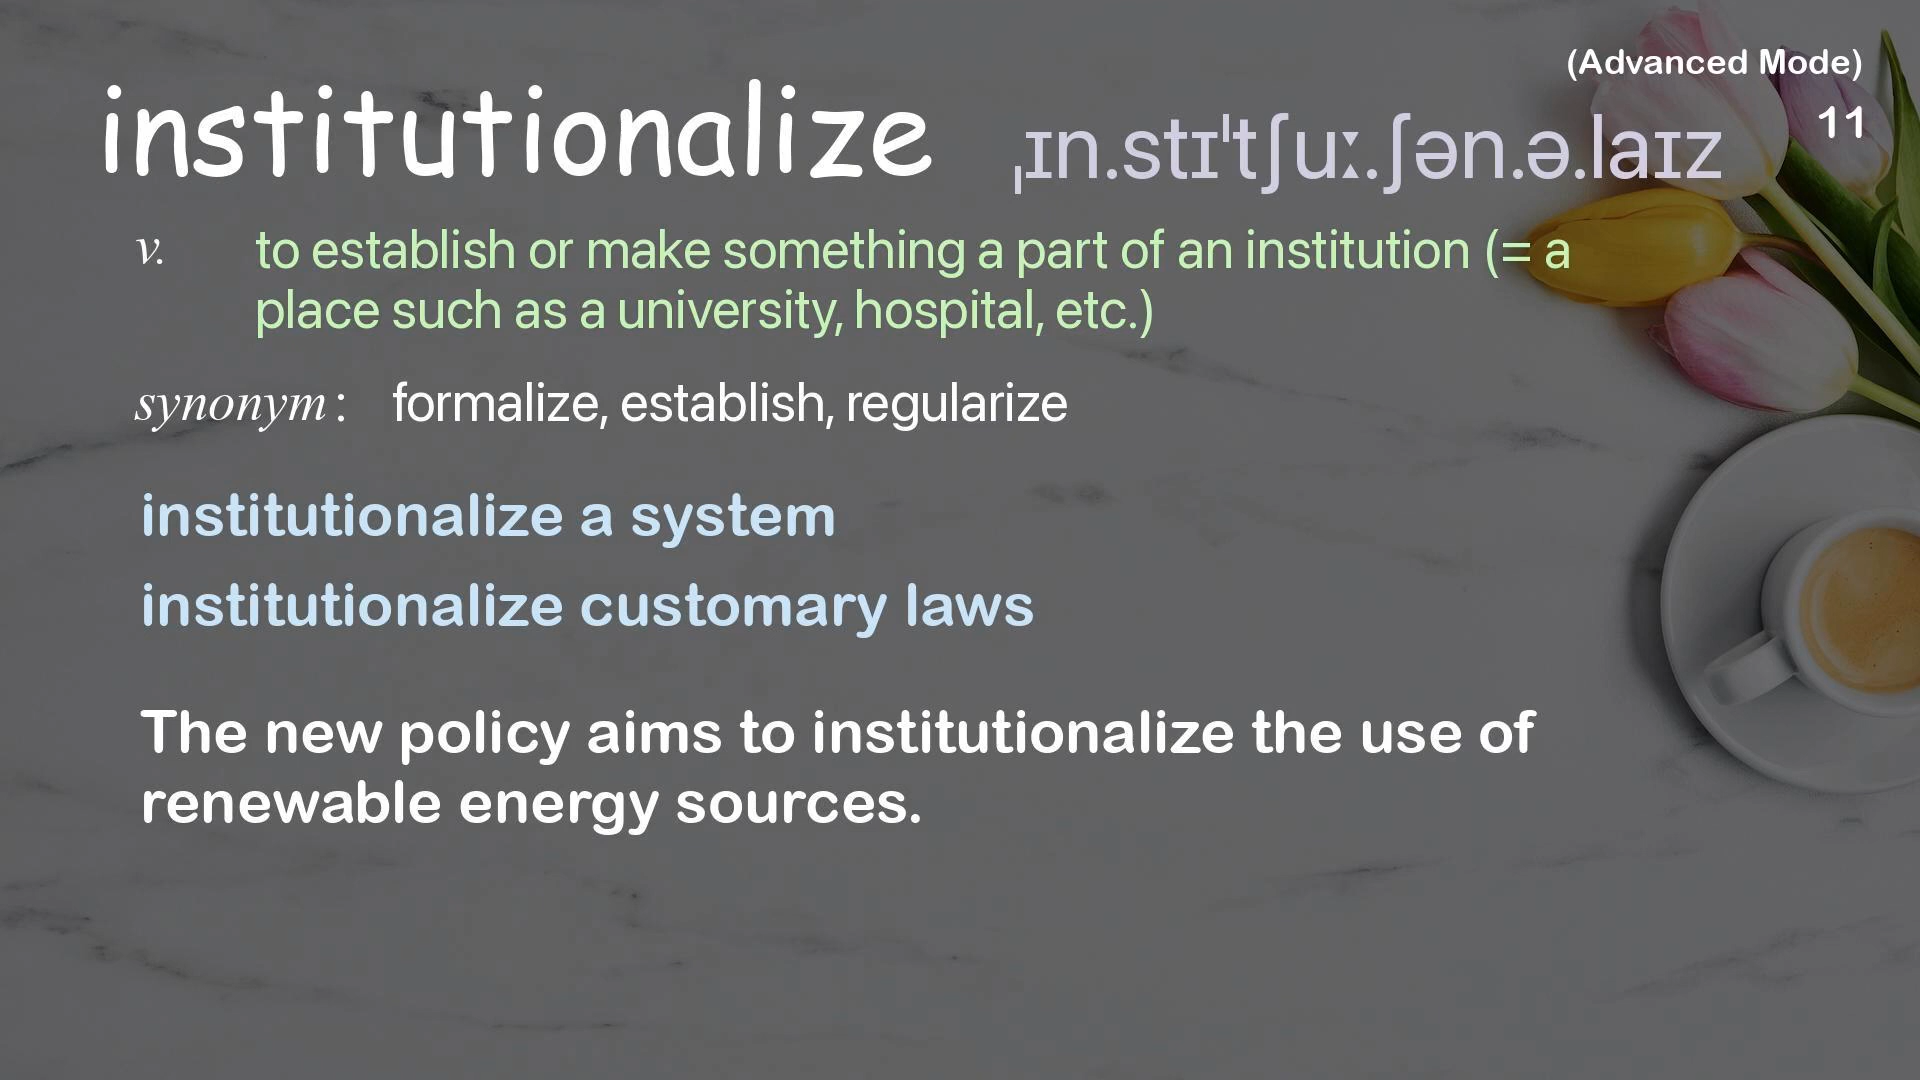 (Advanced Mode)
institutionalize ˌɪn.stɪˈtʃuː.ʃən.ə.laɪz 11
v. to establish or make something a part of an institution (= a
place such as a university, hospital, etc.)
synonym: formalize, establish, regularize
institutionalize a system
institutionalize customary laws
The new policy aims to institutionalize the use of
renewable energy sources.